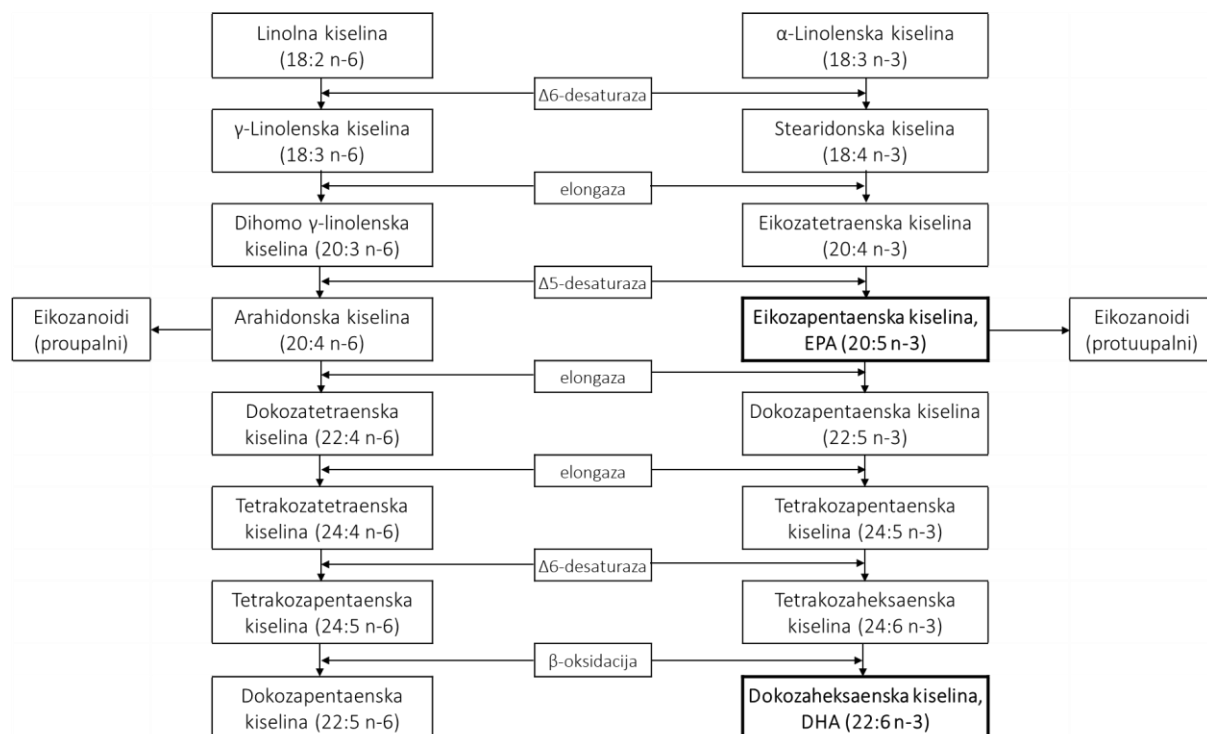 Linolna kiselina
(18:2 n-6)
α-Linolenska kiselina
(18:3 n-3)
Δ6-desaturaza
γ-Linolenska kiselina
(18:3 n-6)
Stearidonska kiselina
(18:4 n-3)
elongaza
Dihomo γ-linolenska
kiselina (20:3 n-6)
Eikozatetraenska kiselina
(20:4 n-3)
Δ5-desaturaza
Eikozanoidi
(proupalni)
Arahidonska kiselina
(20:4 n-6)
Eikozapentaenska kiselina,
EPA (20:5 n-3)
Eikozanoidi
(protuupalni)
elongaza
Dokozatetraenska
kiselina (22:4 n-6)
Dokozapentaenska kiselina
(22:5 n-3)
elongaza
Tetrakozatetraenska
kiselina (24:4 n-6)
Tetrakozapentaenska
kiselina (24:5 n-3)
Δ6-desaturaza
Tetrakozapentaenska
kiselina (24:5 n-6)
Tetrakozaheksaenska
kiselina (24:6 n-3)
β-oksidacija
Dokozapentaenska
kiselina (22:5 n-6)
Dokozaheksaenska kiselina,
DHA (22:6 n-3)